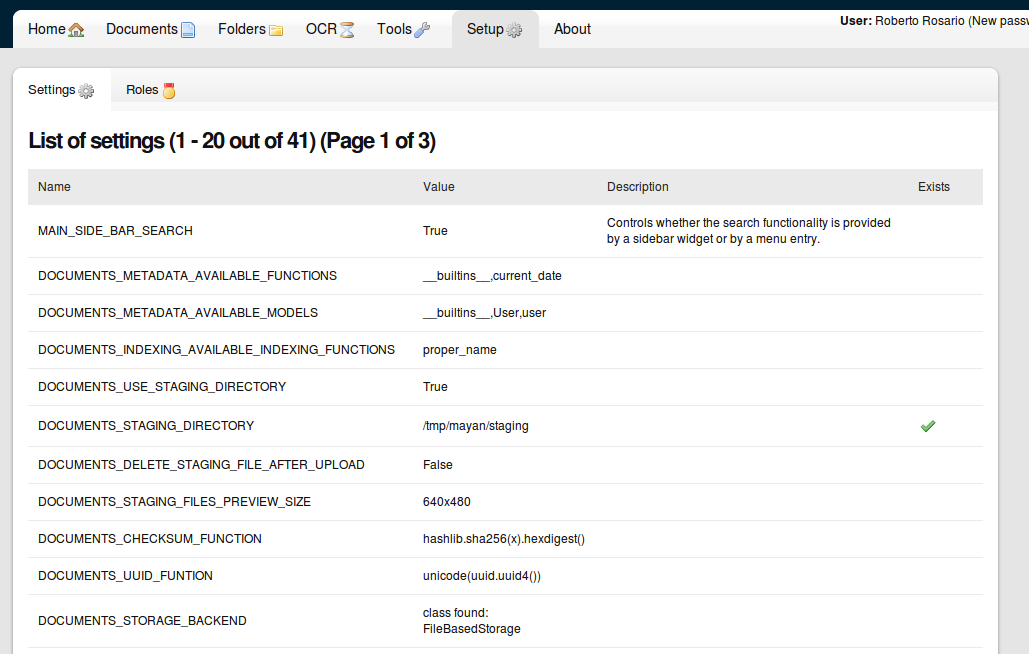 Home Documents Folders OCR Tools Setup About User: Roberto Rosario (New passw
Settings Roles
List of settings (1 - 20 out of 41) (Page 1 of 3)
Name Value Description Exists
MAIN_SIDE_BAR_SEARCH True Controls whether the search functionality is provided
by a sidebar widget or by a menu entry.
DOCUMENTS_METADATA_AVAILABLE_FUNCTIONS __builtins__,current_date
DOCUMENTS_METADATA_AVAILABLE_MODELS __builtins__,User,user
DOCUMENTS_INDEXING_AVAILABLE_INDEXING_FUNCTIONS proper_name
DOCUMENTS_USE_STAGING_DIRECTORY True
DOCUMENTS_STAGING_DIRECTORY /tmp/mayan/staging
DOCUMENTS_DELETE_STAGING_FILE_AFTER_UPLOAD False
DOCUMENTS_STAGING_FILES_PREVIEW_SIZE 640x480
DOCUMENTS_CHECKSUM_FUNCTION hashlib.sha256(x).hexdigest()
DOCUMENTS_UUID_FUNTION unicode(uuid.uuid4())
DOCUMENTS_STORAGE_BACKEND class found:
FileBasedStorage